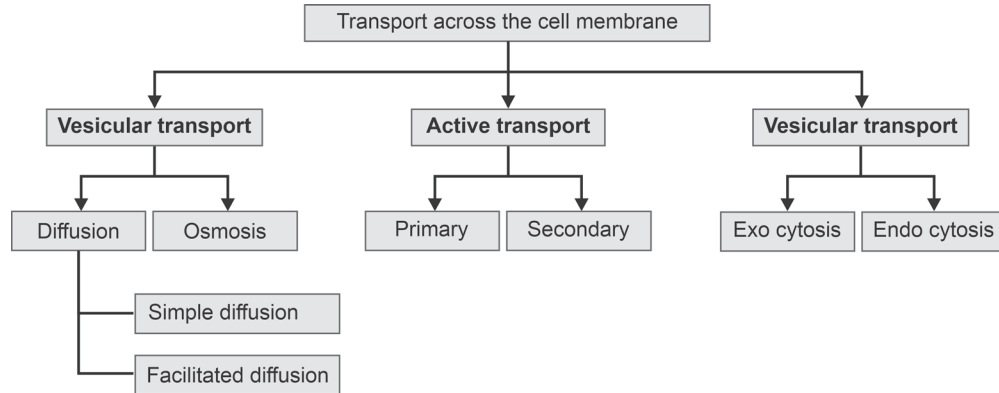 Transport across the cell membrane
Vesicular transport
Active transport
Vesicular transport
Diffusion
Osmosis
Primary
Secondary
Exo cytosis
Endo cytosis
Simple diffusion
Facilitated diffusion